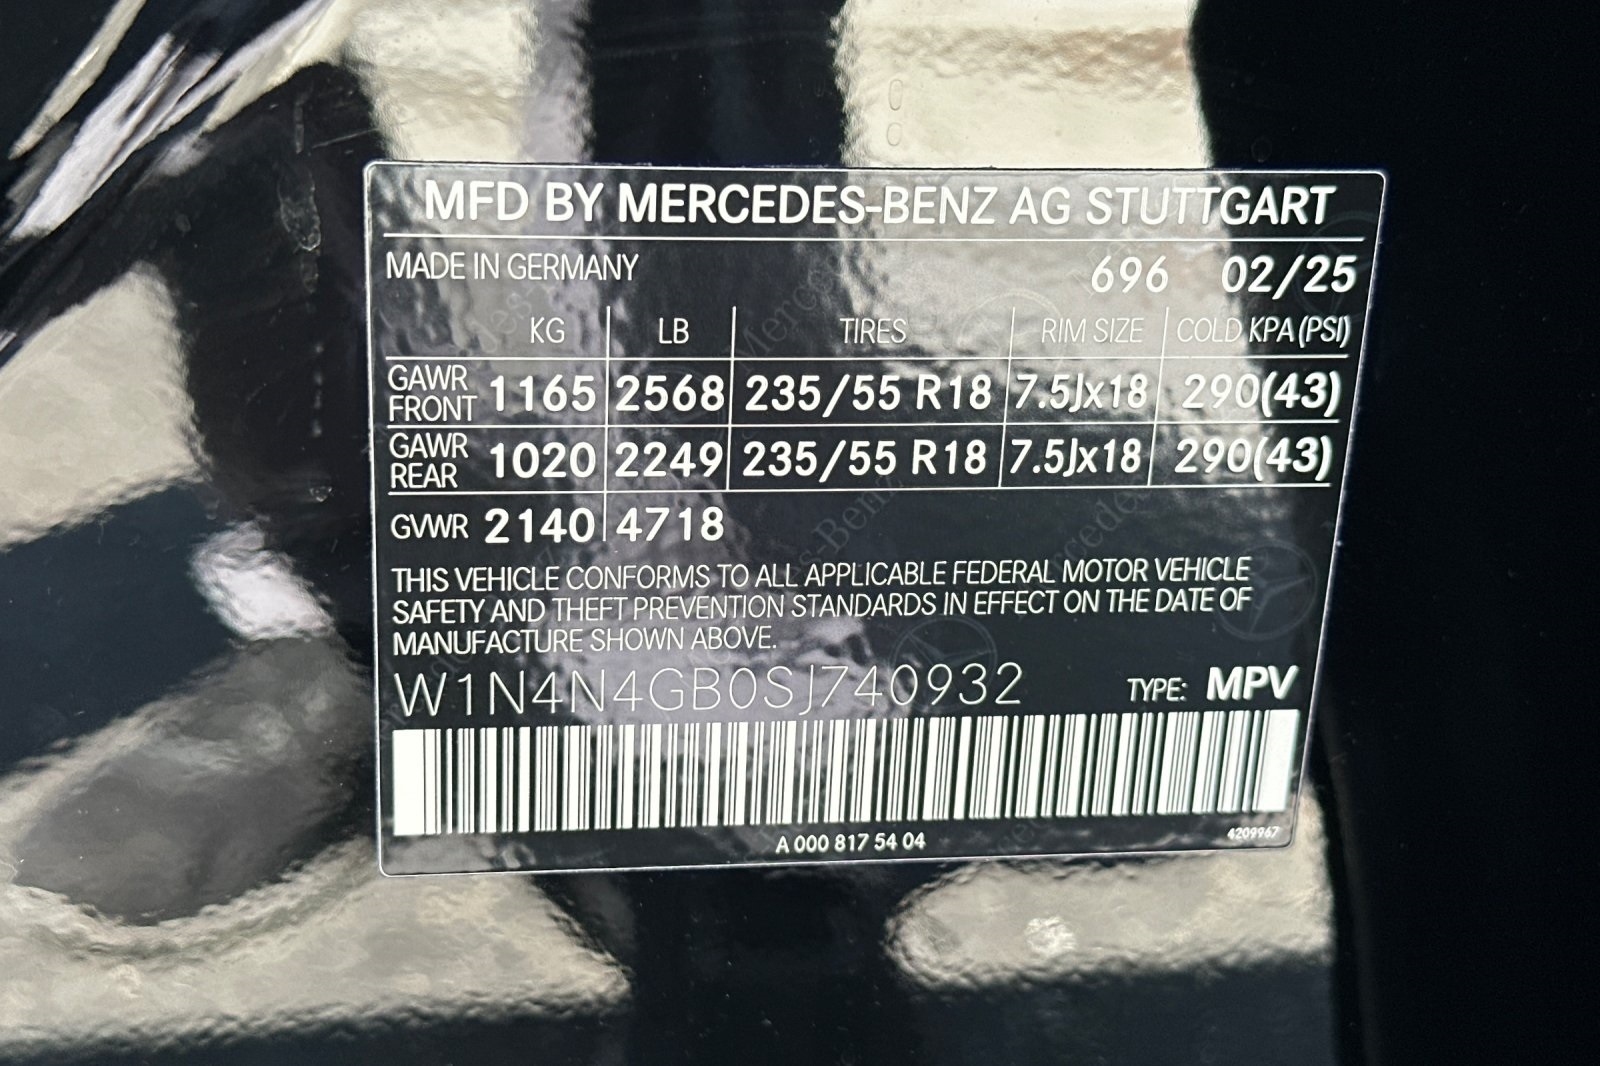 MFD BY MERCEDES-BENZ AG STUTTGART
MADE IN GERMANY 696 02/25
KG LB TIRES RIM SIZE COLD KPA (PSI)
GAWR FRONT 1165 2568 235/55 R18 7.5Jx18 290(43)
GAWR REAR 1020 2249 235/55 R18 7.5Jx18 290(43)
GVWR 2140 4718
THIS VEHICLE CONFORMS TO ALL APPLICABLE FEDERAL MOTOR VEHICLE
SAFETY AND THEFT PREVENTION STANDARDS IN EFFECT ON THE DATE OF
MANUFACTURE SHOWN ABOVE.
W1N4N4GB0SJ740932 TYPE: MPV
A 000 817 54 04 4209967